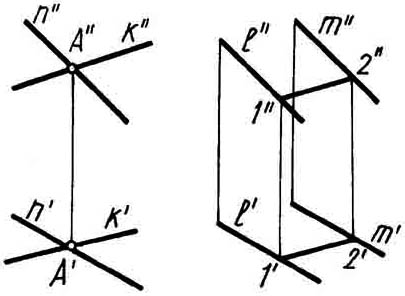 n″ A″ k″
l″ m″ 2″
1″
n′ k′
A′
l′ m′
1′ 2′